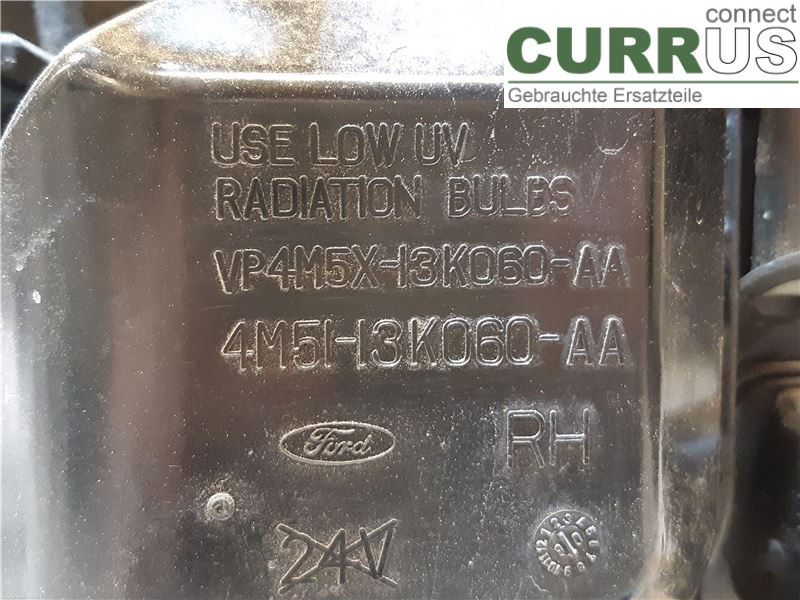 connect
CURRUS
Gebrauchte Ersatzteile
USE LOW UV
RADIATION BULBS
VP4M5X-13K060-AA
4M51-13K060-AA
Ford RH
24V